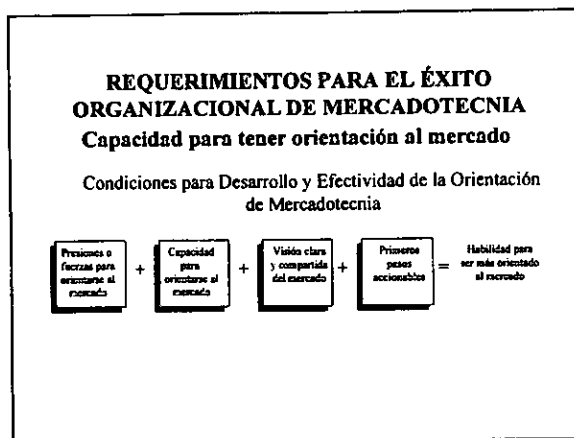 REQUERIMIENTOS PARA EL ÉXITO
ORGANIZACIONAL DE MERCADOTECNIA
Capacidad para tener orientación al mercado
Condiciones para Desarrollo y Efectividad de la Orientación
de Mercadotecnia
Presiones o
fuerzas para
orientarse al
mercado
+
Capacidad
para
orientarse al
mercado
+
Visión clara
y compartida
del mercado
+
Primeros
pasos
accionables
=
Habilidad para
ser más orientado
al mercado